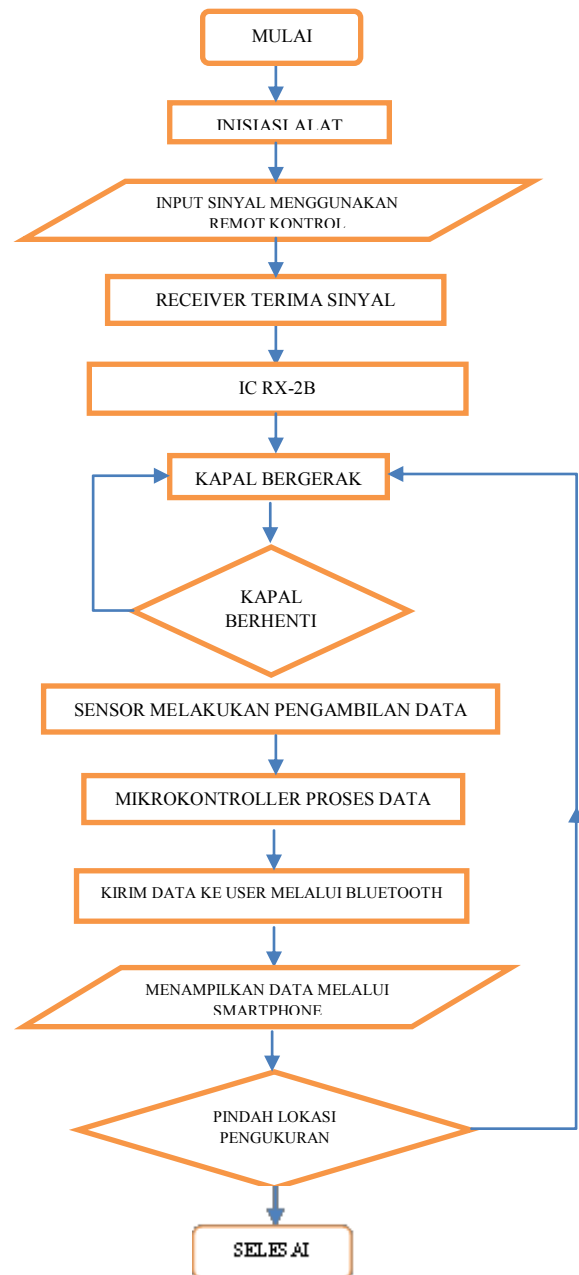 MULAI
INISIASI ALAT
INPUT SINYAL MENGGUNAKAN
REMOT KONTROL
RECEIVER TERIMA SINYAL
IC RX-2B
KAPAL BERGERAK
KAPAL
BERHENTI
SENSOR MELAKUKAN PENGAMBILAN DATA
MIKROKONTROLLER PROSES DATA
KIRIM DATA KE USER MELALUI BLUETOOTH
MENAMPILKAN DATA MELALUI
SMARTPHONE
PINDAH LOKASI
PENGUKURAN
SELESAI